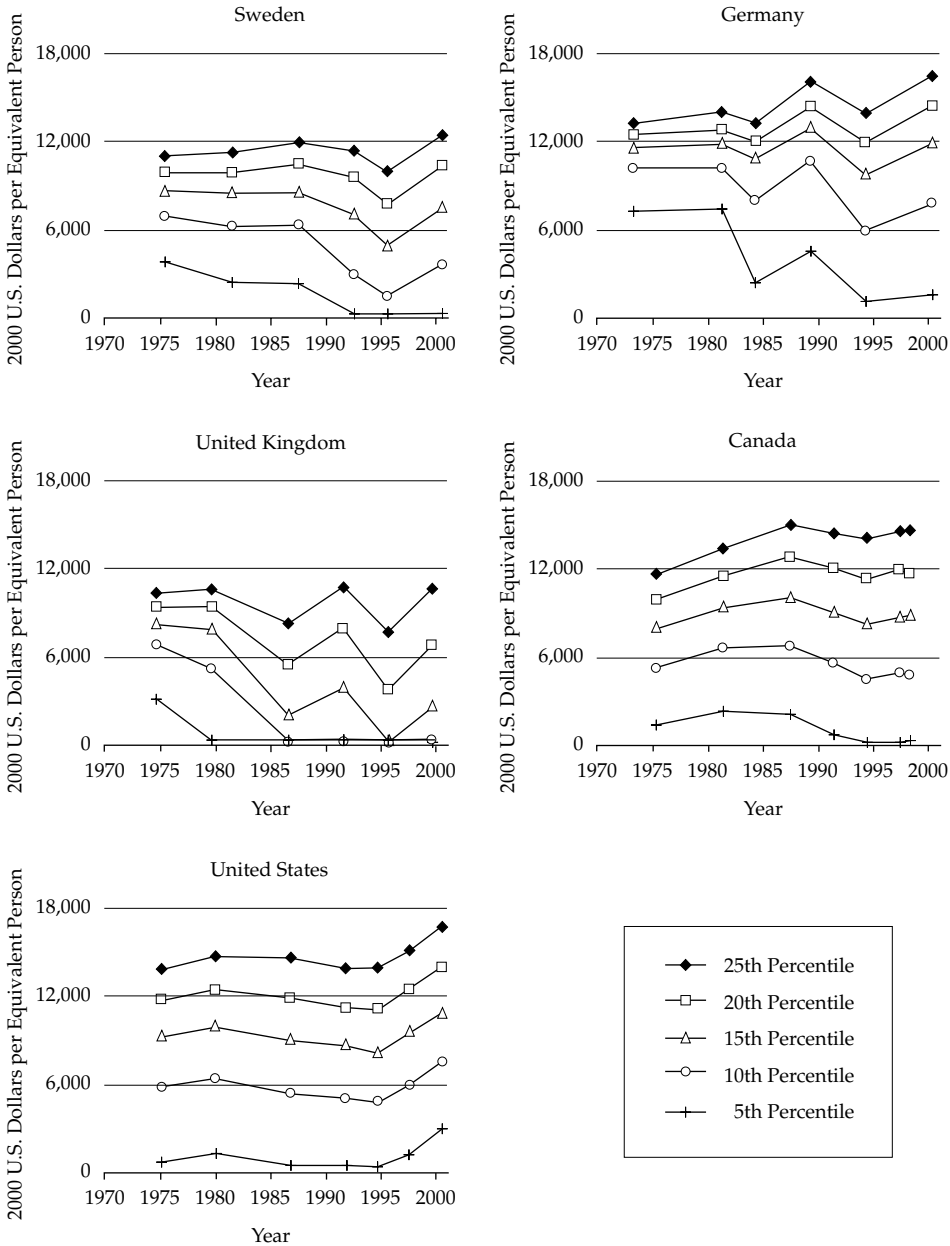 Sweden
2000 U.S. Dollars per Equivalent Person
18,000
12,000
6,000
0
1970 1975 1980 1985 1990 1995 2000
Year
Germany
2000 U.S. Dollars per Equivalent Person
18,000
12,000
6,000
0
1970 1975 1980 1985 1990 1995 2000
Year
United Kingdom
2000 U.S. Dollars per Equivalent Person
18,000
12,000
6,000
0
1970 1975 1980 1985 1990 1995 2000
Year
Canada
2000 U.S. Dollars per Equivalent Person
18,000
12,000
6,000
0
1970 1975 1980 1985 1990 1995 2000
Year
United States
2000 U.S. Dollars per Equivalent Person
18,000
12,000
6,000
0
1970 1975 1980 1985 1990 1995 2000
Year
25th Percentile
20th Percentile
15th Percentile
10th Percentile
5th Percentile